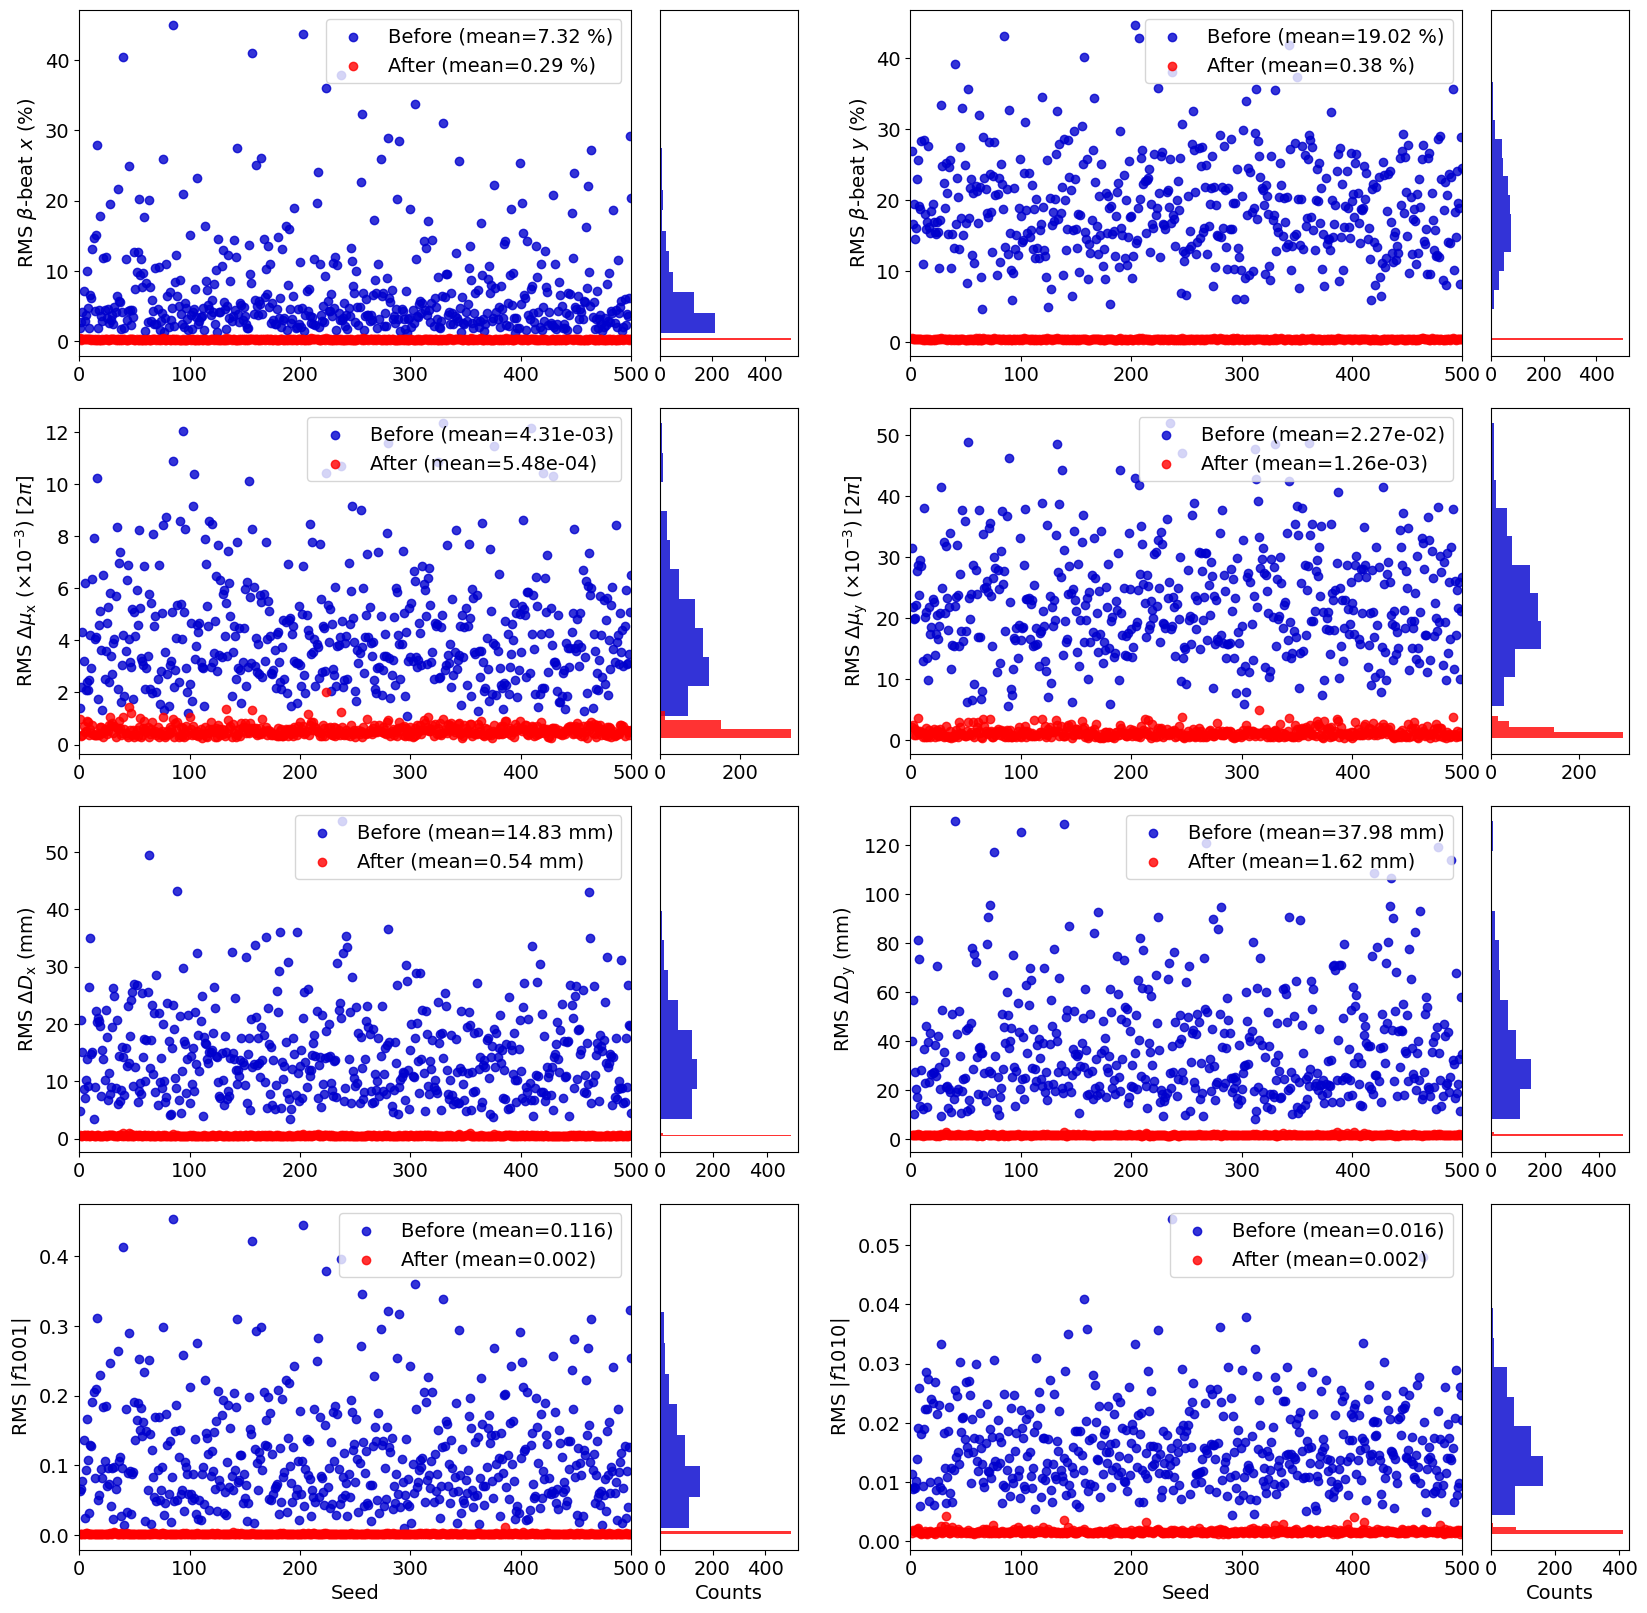 Before (mean=7.32 %)
After (mean=0.29 %)
RMS β-beat x (%)
40
30
20
10
0
0 100 200 300 400 500
0 200 400
Before (mean=19.02 %)
After (mean=0.38 %)
RMS β-beat y (%)
40
30
20
10
0
0 100 200 300 400 500
0 200 400
Before (mean=4.31e-03)
After (mean=5.48e-04)
RMS Δμx (×10⁻³) [2π]
12
10
8
6
4
2
0
0 100 200 300 400 500
0 200
Before (mean=2.27e-02)
After (mean=1.26e-03)
RMS Δμy (×10⁻³) [2π]
50
40
30
20
10
0
0 100 200 300 400 500
0 200
Before (mean=14.83 mm)
After (mean=0.54 mm)
RMS ΔDx (mm)
50
40
30
20
10
0
0 100 200 300 400 500
0 200 400
Before (mean=37.98 mm)
After (mean=1.62 mm)
RMS ΔDy (mm)
120
100
80
60
40
20
0
0 100 200 300 400 500
0 200 400
Before (mean=0.116)
After (mean=0.002)
RMS |f1001|
0.4
0.3
0.2
0.1
0.0
0 100 200 300 400 500
Seed
0 200 400
Counts
Before (mean=0.016)
After (mean=0.002)
RMS |f1010|
0.05
0.04
0.03
0.02
0.01
0.00
0 100 200 300 400 500
Seed
0 200 400
Counts